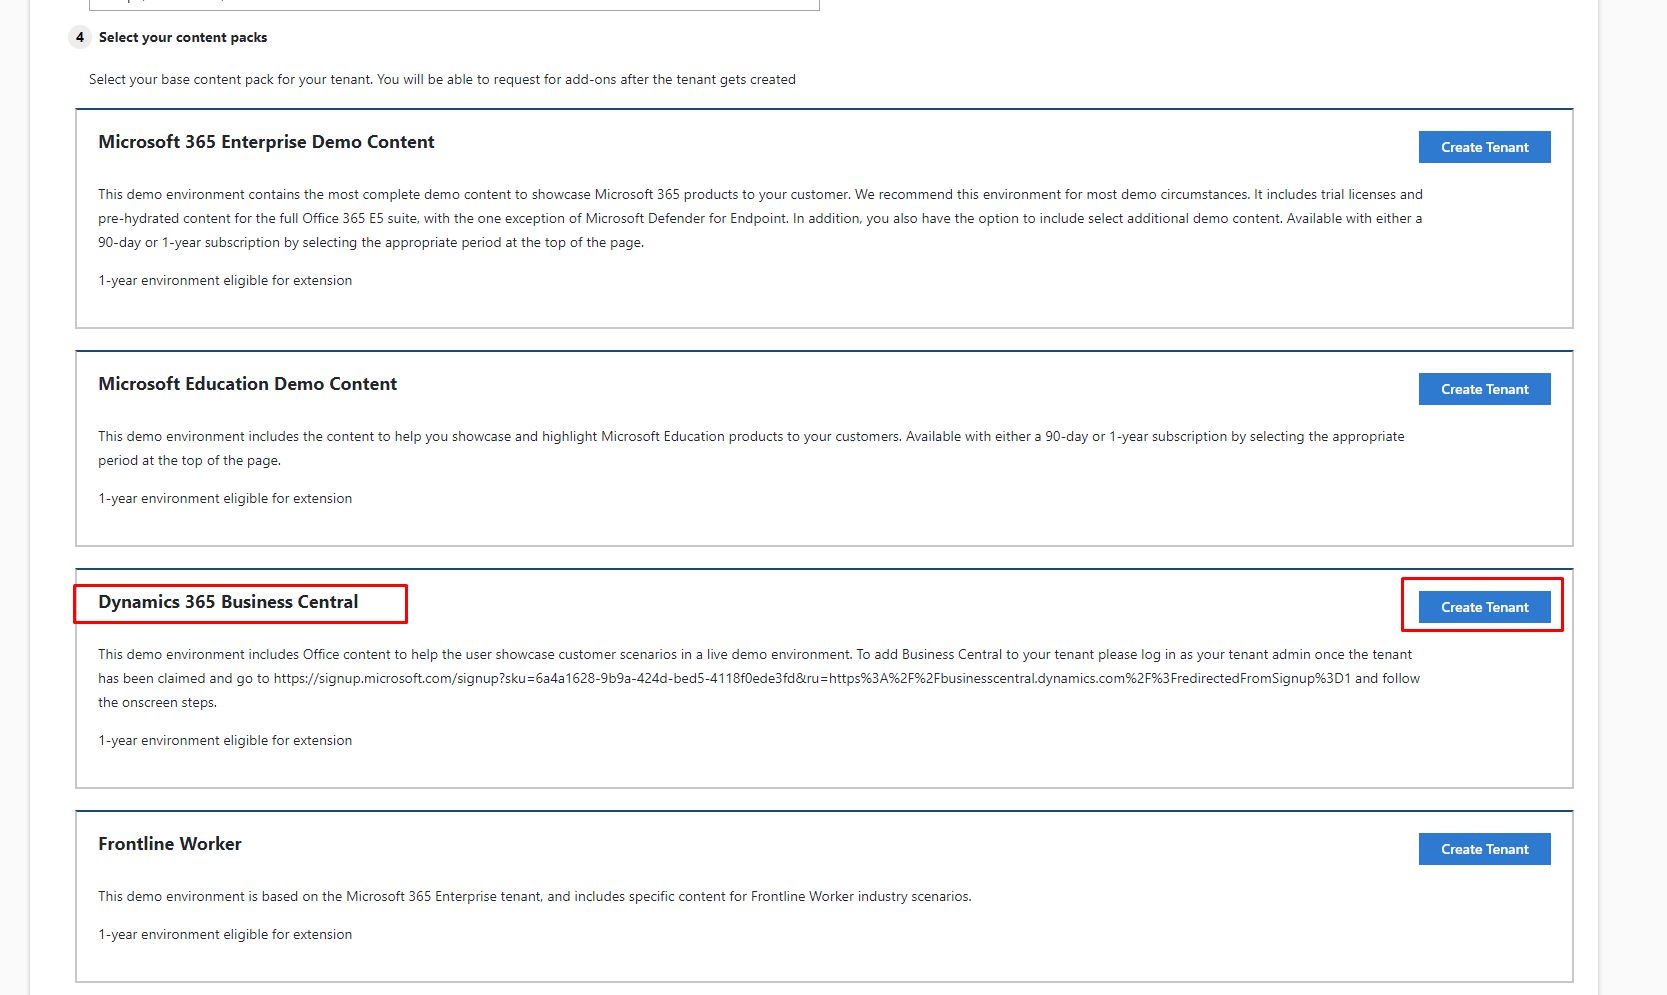 4 Select your content packs
Select your base content pack for your tenant. You will be able to request for add-ons after the tenant gets created
Microsoft 365 Enterprise Demo Content
Create Tenant
This demo environment contains the most complete demo content to showcase Microsoft 365 products to your customer. We recommend this environment for most demo circumstances. It includes trial licenses and
pre-hydrated content for the full Office 365 E5 suite, with the one exception of Microsoft Defender for Endpoint. In addition, you also have the option to include select additional demo content. Available with either a
90-day or 1-year subscription by selecting the appropriate period at the top of the page.
1-year environment eligible for extension
Microsoft Education Demo Content
Create Tenant
This demo environment includes the content to help you showcase and highlight Microsoft Education products to your customers. Available with either a 90-day or 1-year subscription by selecting the appropriate
period at the top of the page.
1-year environment eligible for extension
Dynamics 365 Business Central
Create Tenant
This demo environment includes Office content to help the user showcase customer scenarios in a live demo environment. To add Business Central to your tenant please log in as your tenant admin once the tenant
has been claimed and go to https://signup.microsoft.com/signup?sku=6a4a1628-9b9a-424d-bed5-4118f0ede3fd&ru=https%3A%2F%2Fbusinesscentral.dynamics.com%2F%3FredirectedFromSignup%3D1 and follow
the onscreen steps.
1-year environment eligible for extension
Frontline Worker
Create Tenant
This demo environment is based on the Microsoft 365 Enterprise tenant, and includes specific content for Frontline Worker industry scenarios.
1-year environment eligible for extension